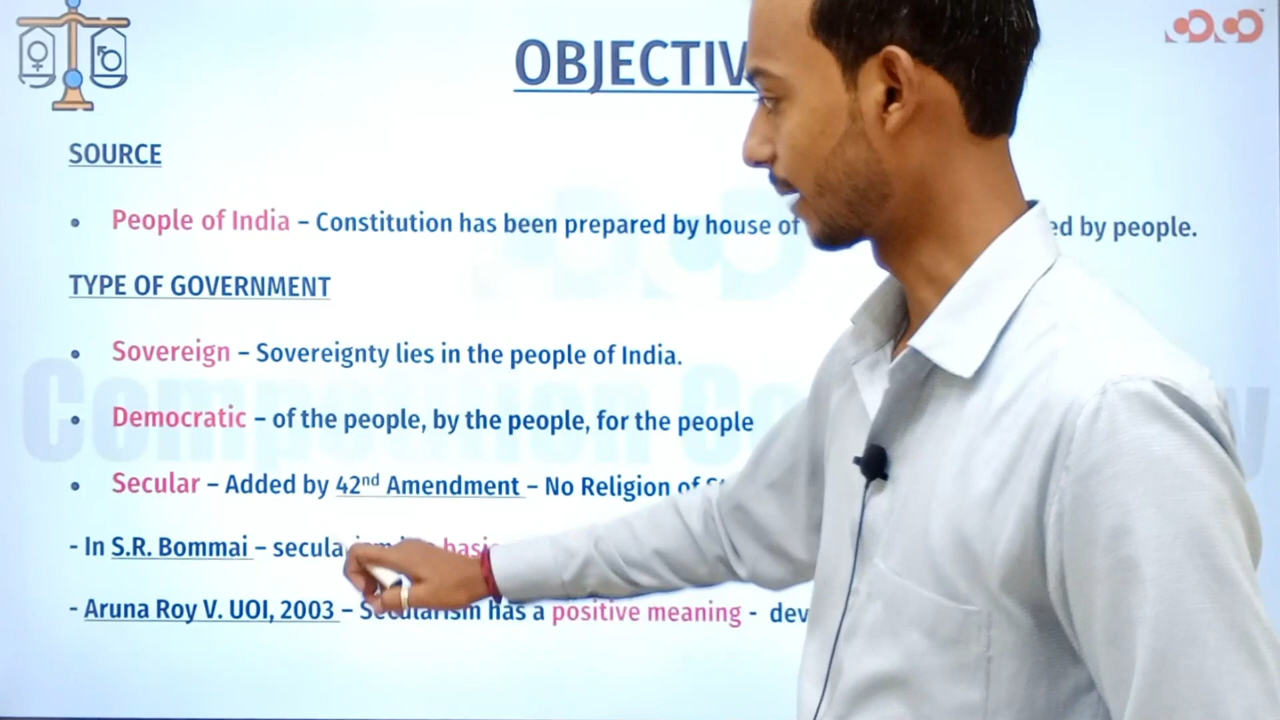 OBJECTIV
SOURCE
• People of India – Constitution has been prepared by house of ed by people.
TYPE OF GOVERNMENT
• Sovereign – Sovereignty lies in the people of India.
• Democratic – of the people, by the people, for the people
• Secular – Added by 42nd Amendment – No Religion of
- In S.R. Bommai – secula basic
- Aruna Roy V. UOI, 2003 – Secularism has a positive meaning - dev